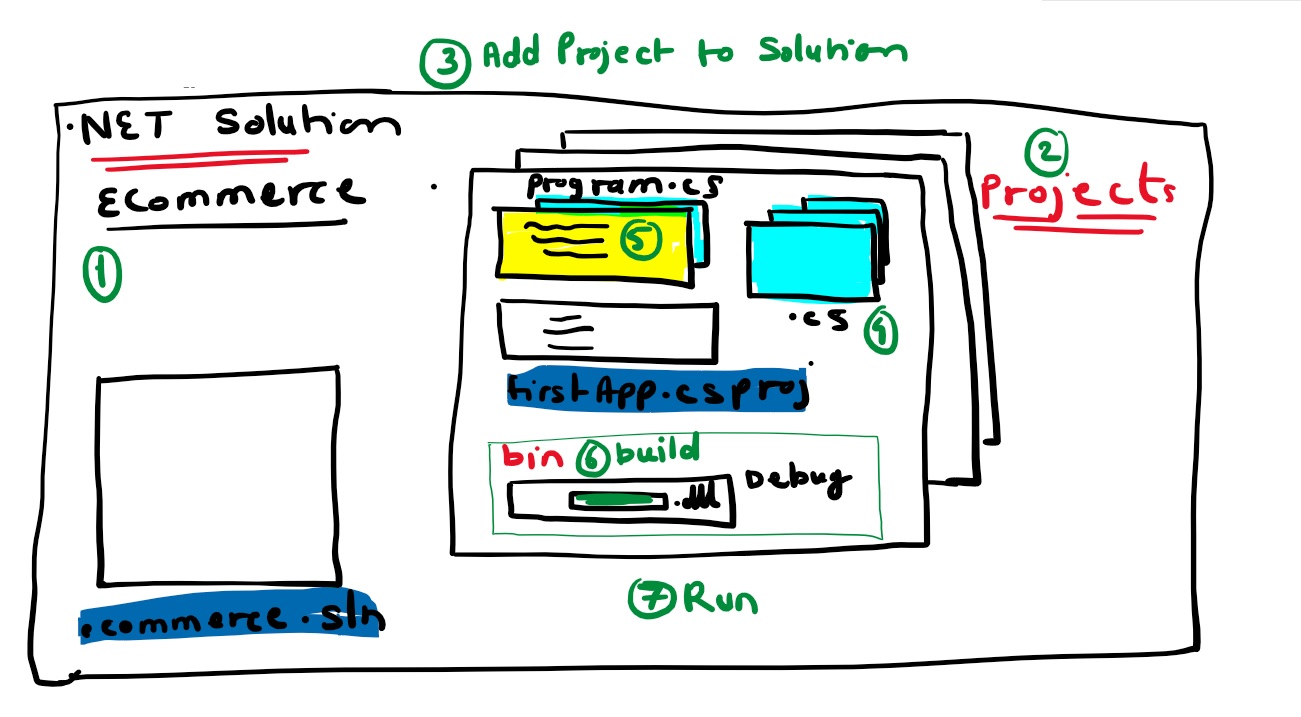 ③ Add Project to Solution
.NET Solution
ECommerce
①
② Projects
program.cs
⑤
.cs ④
firstApp.csproj
bin ⑥ build
.dll Debug
⑦ Run
ecommerce.sln